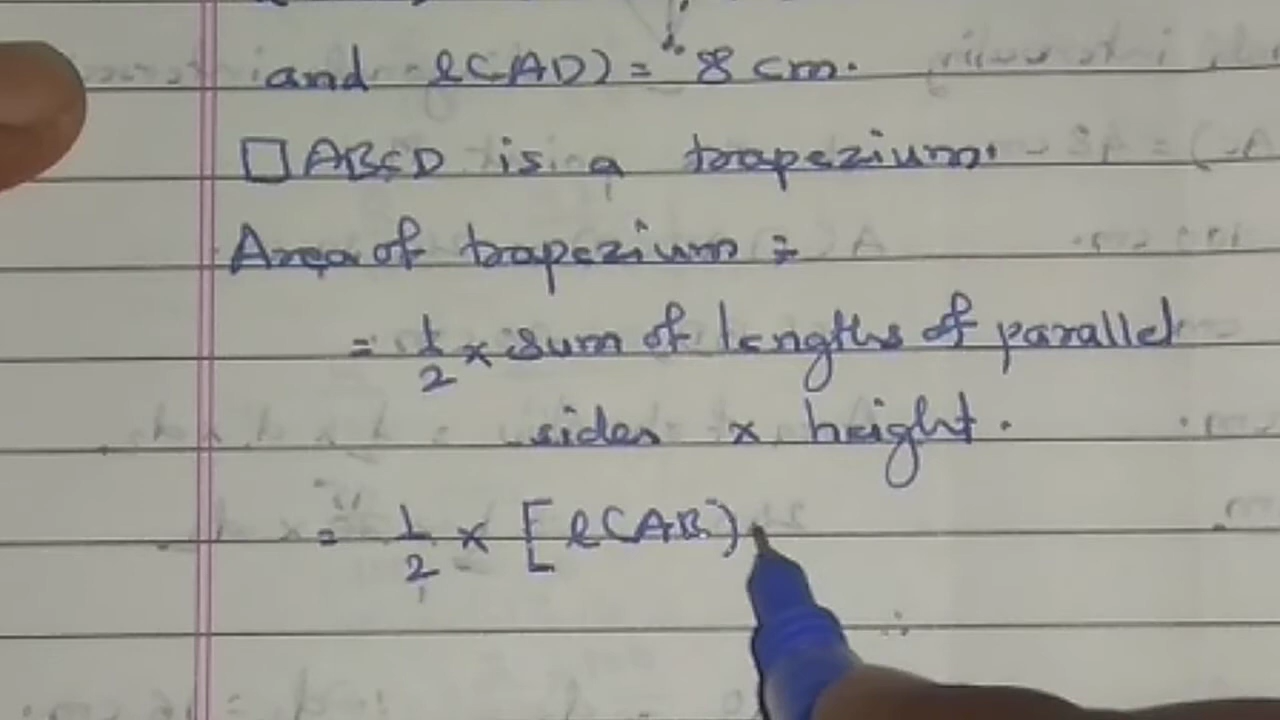 and l(AD) = 8 cm.
□ABCD is a trapezium.
Area of trapezium =
= 1/2 × sum of lengths of parallel
sides × height.
= 1/2 × [l(AB)